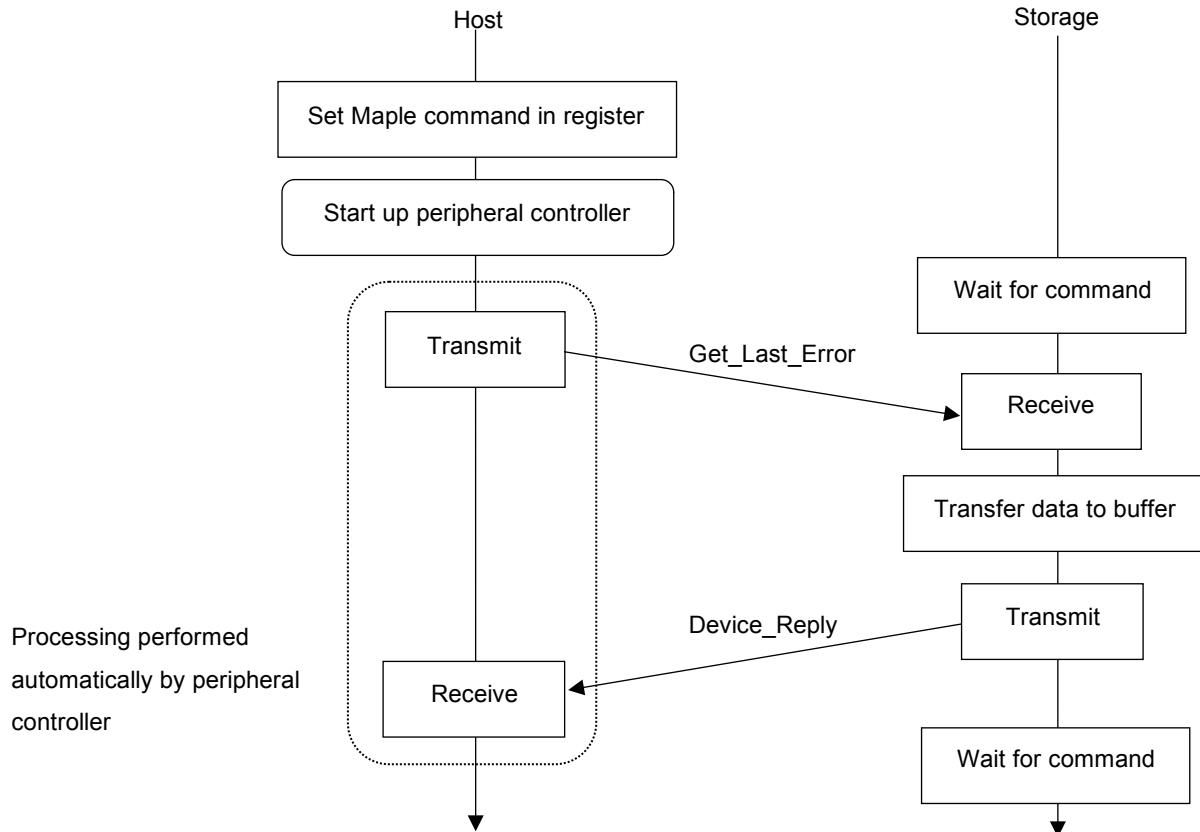 Host
Storage
Set Maple command in register
Start up peripheral controller
Wait for command
Transmit
Get_Last_Error
Receive
Transfer data to buffer
Transmit
Device_Reply
Processing performed
automatically by peripheral
controller
Receive
Wait for command